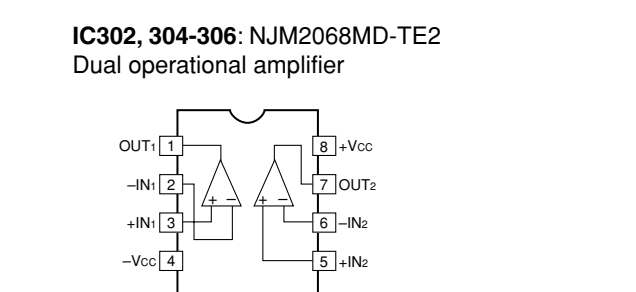 IC302, 304-306: NJM2068MD-TE2
Dual operational amplifier
OUT1 1 8 +VCC
–IN1 2 7 OUT2
+ – + –
+IN1 3 6 –IN2
–VCC 4 5 +IN2